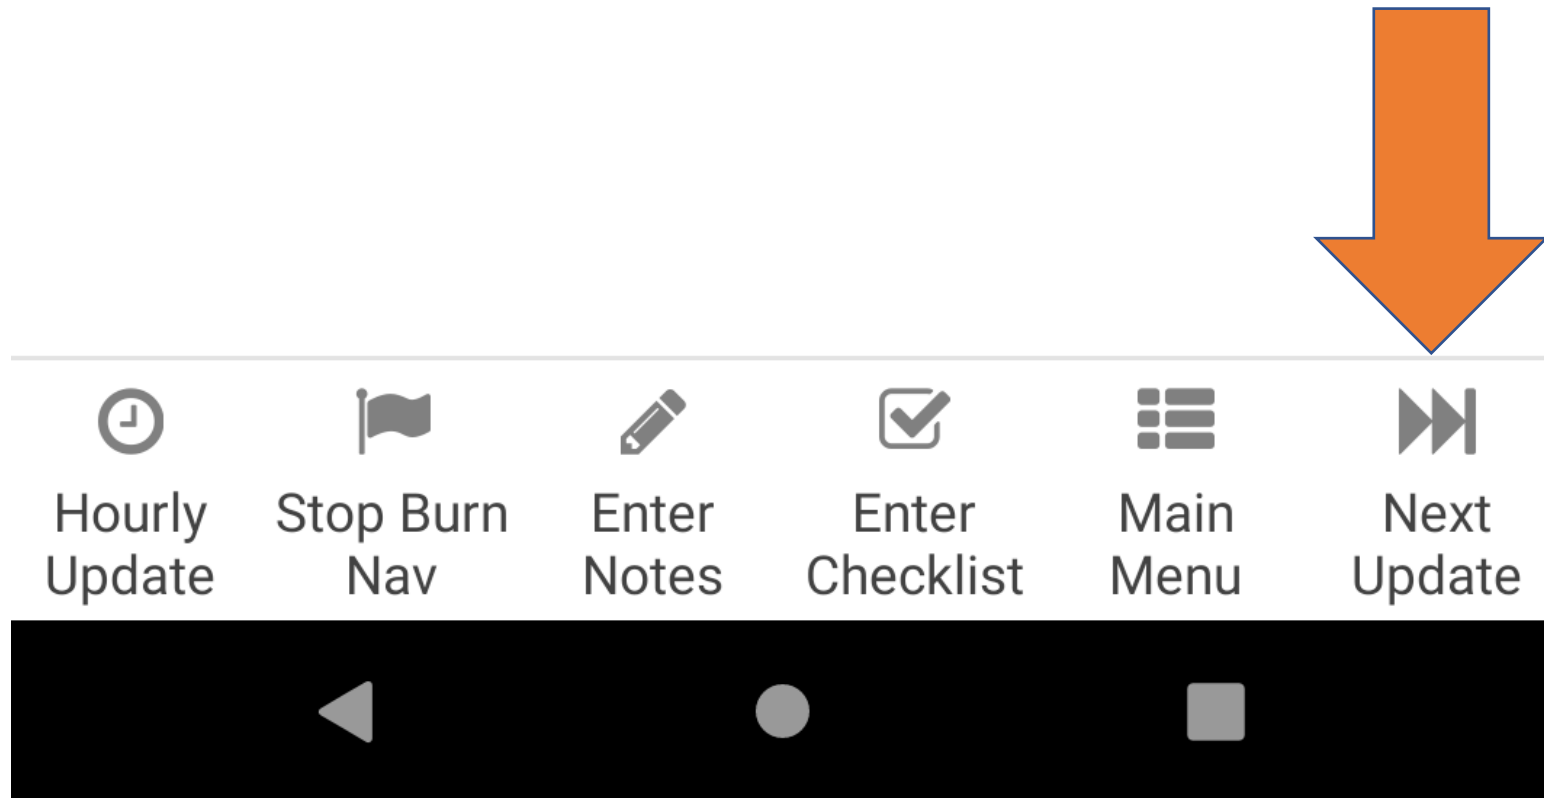 Hourly
Update
Stop Burn
Nav
Enter
Notes
Enter
Checklist
Main
Menu
Next
Update